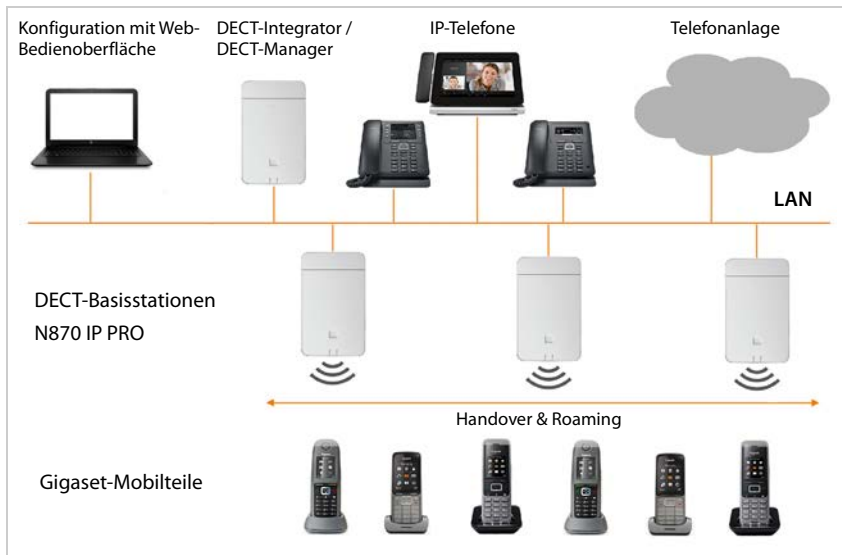 Konfiguration mit Web-
Bedienoberfläche
DECT-Integrator /
DECT-Manager
IP-Telefone
Telefonanlage
LAN
DECT-Basisstationen
N870 IP PRO
Handover & Roaming
Gigaset-Mobilteile